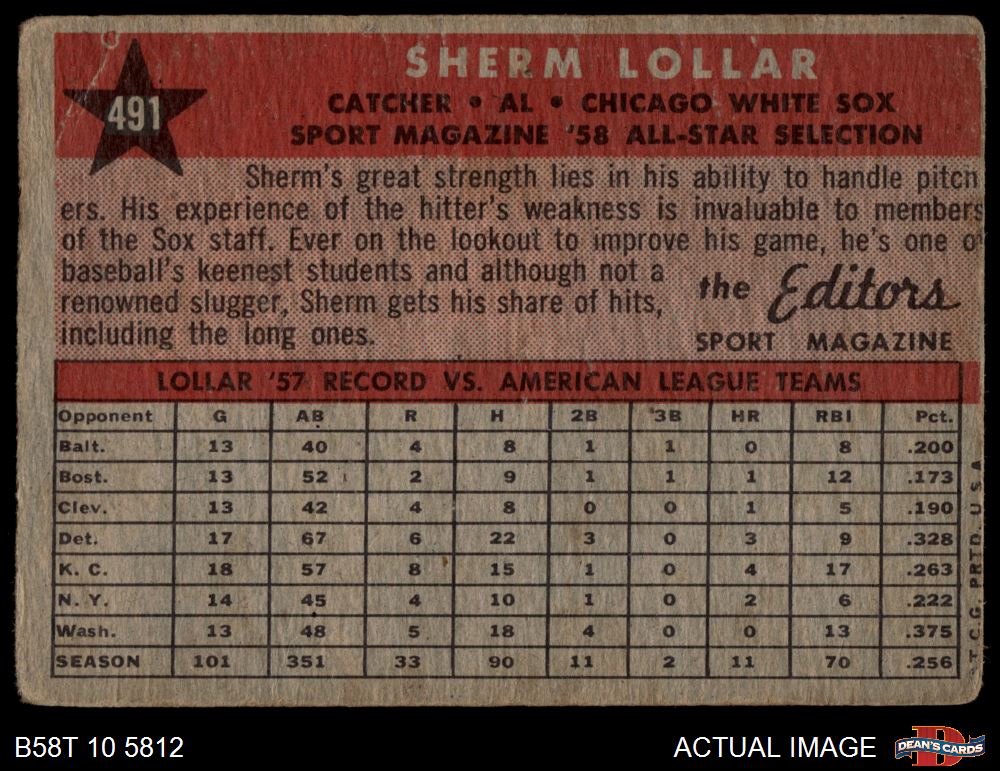 491
SHERM LOLLAR
CATCHER • AL • CHICAGO WHITE SOX
SPORT MAGAZINE '58 ALL-STAR SELECTION
Sherm's great strength lies in his ability to handle pitch
ers. His experience of the hitter's weakness is invaluable to members
of the Sox staff. Ever on the lookout to improve his game, he's one o
baseball's keenest students and although not a
renowned slugger, Sherm gets his share of hits,
including the long ones.
the Editors
SPORT MAGAZINE
LOLLAR '57 RECORD VS. AMERICAN LEAGUE TEAMS
Opponent G AB R H 2B 3B HR RBI Pct.
Balt. 13 40 4 8 1 1 0 8 .200
Bost. 13 52 2 9 1 1 1 12 .173
Clev. 13 42 4 8 0 0 1 5 .190
Det. 17 67 6 22 3 0 3 9 .328
K. C. 18 57 8 15 1 0 4 17 .263
N. Y. 14 45 4 10 1 0 2 6 .222
Wash. 13 48 5 18 4 0 0 13 .375
SEASON 101 351 33 90 11 2 11 70 .256
T.C.G. PRTD. U.S.A
B58T 10 5812
ACTUAL IMAGE
DEAN'S CARDS